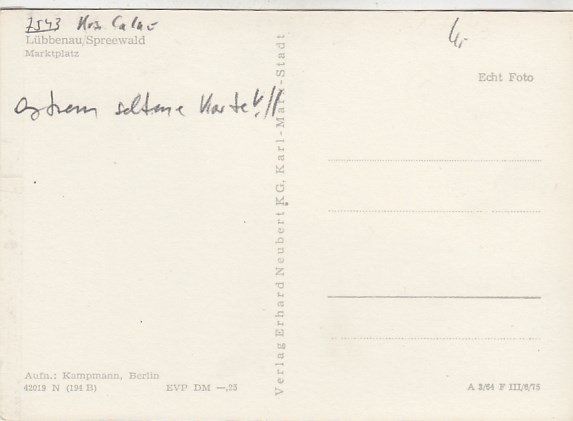 7543 Krs. Calau
Lübbenau/Spreewald
Marktplatz
4,-
Echt Foto
extrem seltene Karte!!!
Verlag Erhard Neubert KG, Karl-Marx-Stadt
Aufn.: Kampmann, Berlin
42019 N (194 B) EVP DM —,25
A 3/64 F III/6/75